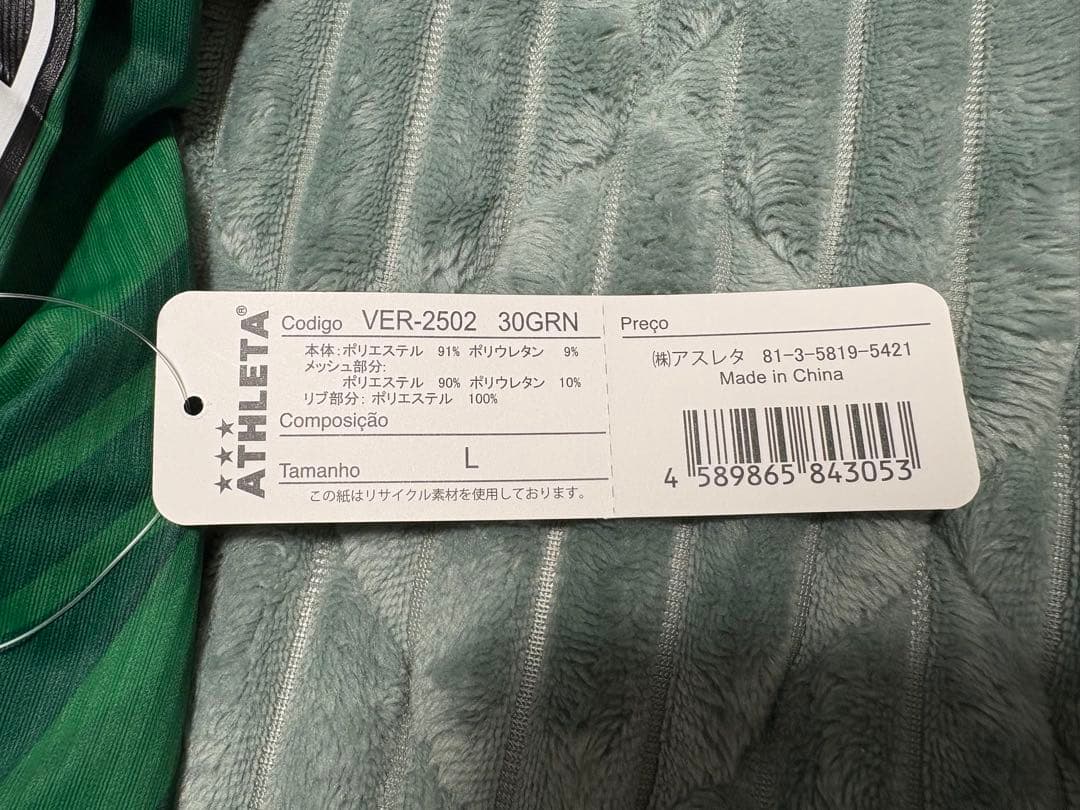 ATHLETA®
Codigo VER-2502 30GRN
本体:ポリエステル 91% ポリウレタン 9%
メッシュ部分:
ポリエステル 90% ポリウレタン 10%
リブ部分: ポリエステル 100%
Composição
Tamanho L
この紙はリサイクル素材を使用しております。
Preço
㈱アスレタ 81-3-5819-5421
Made in China
4 589865 843053